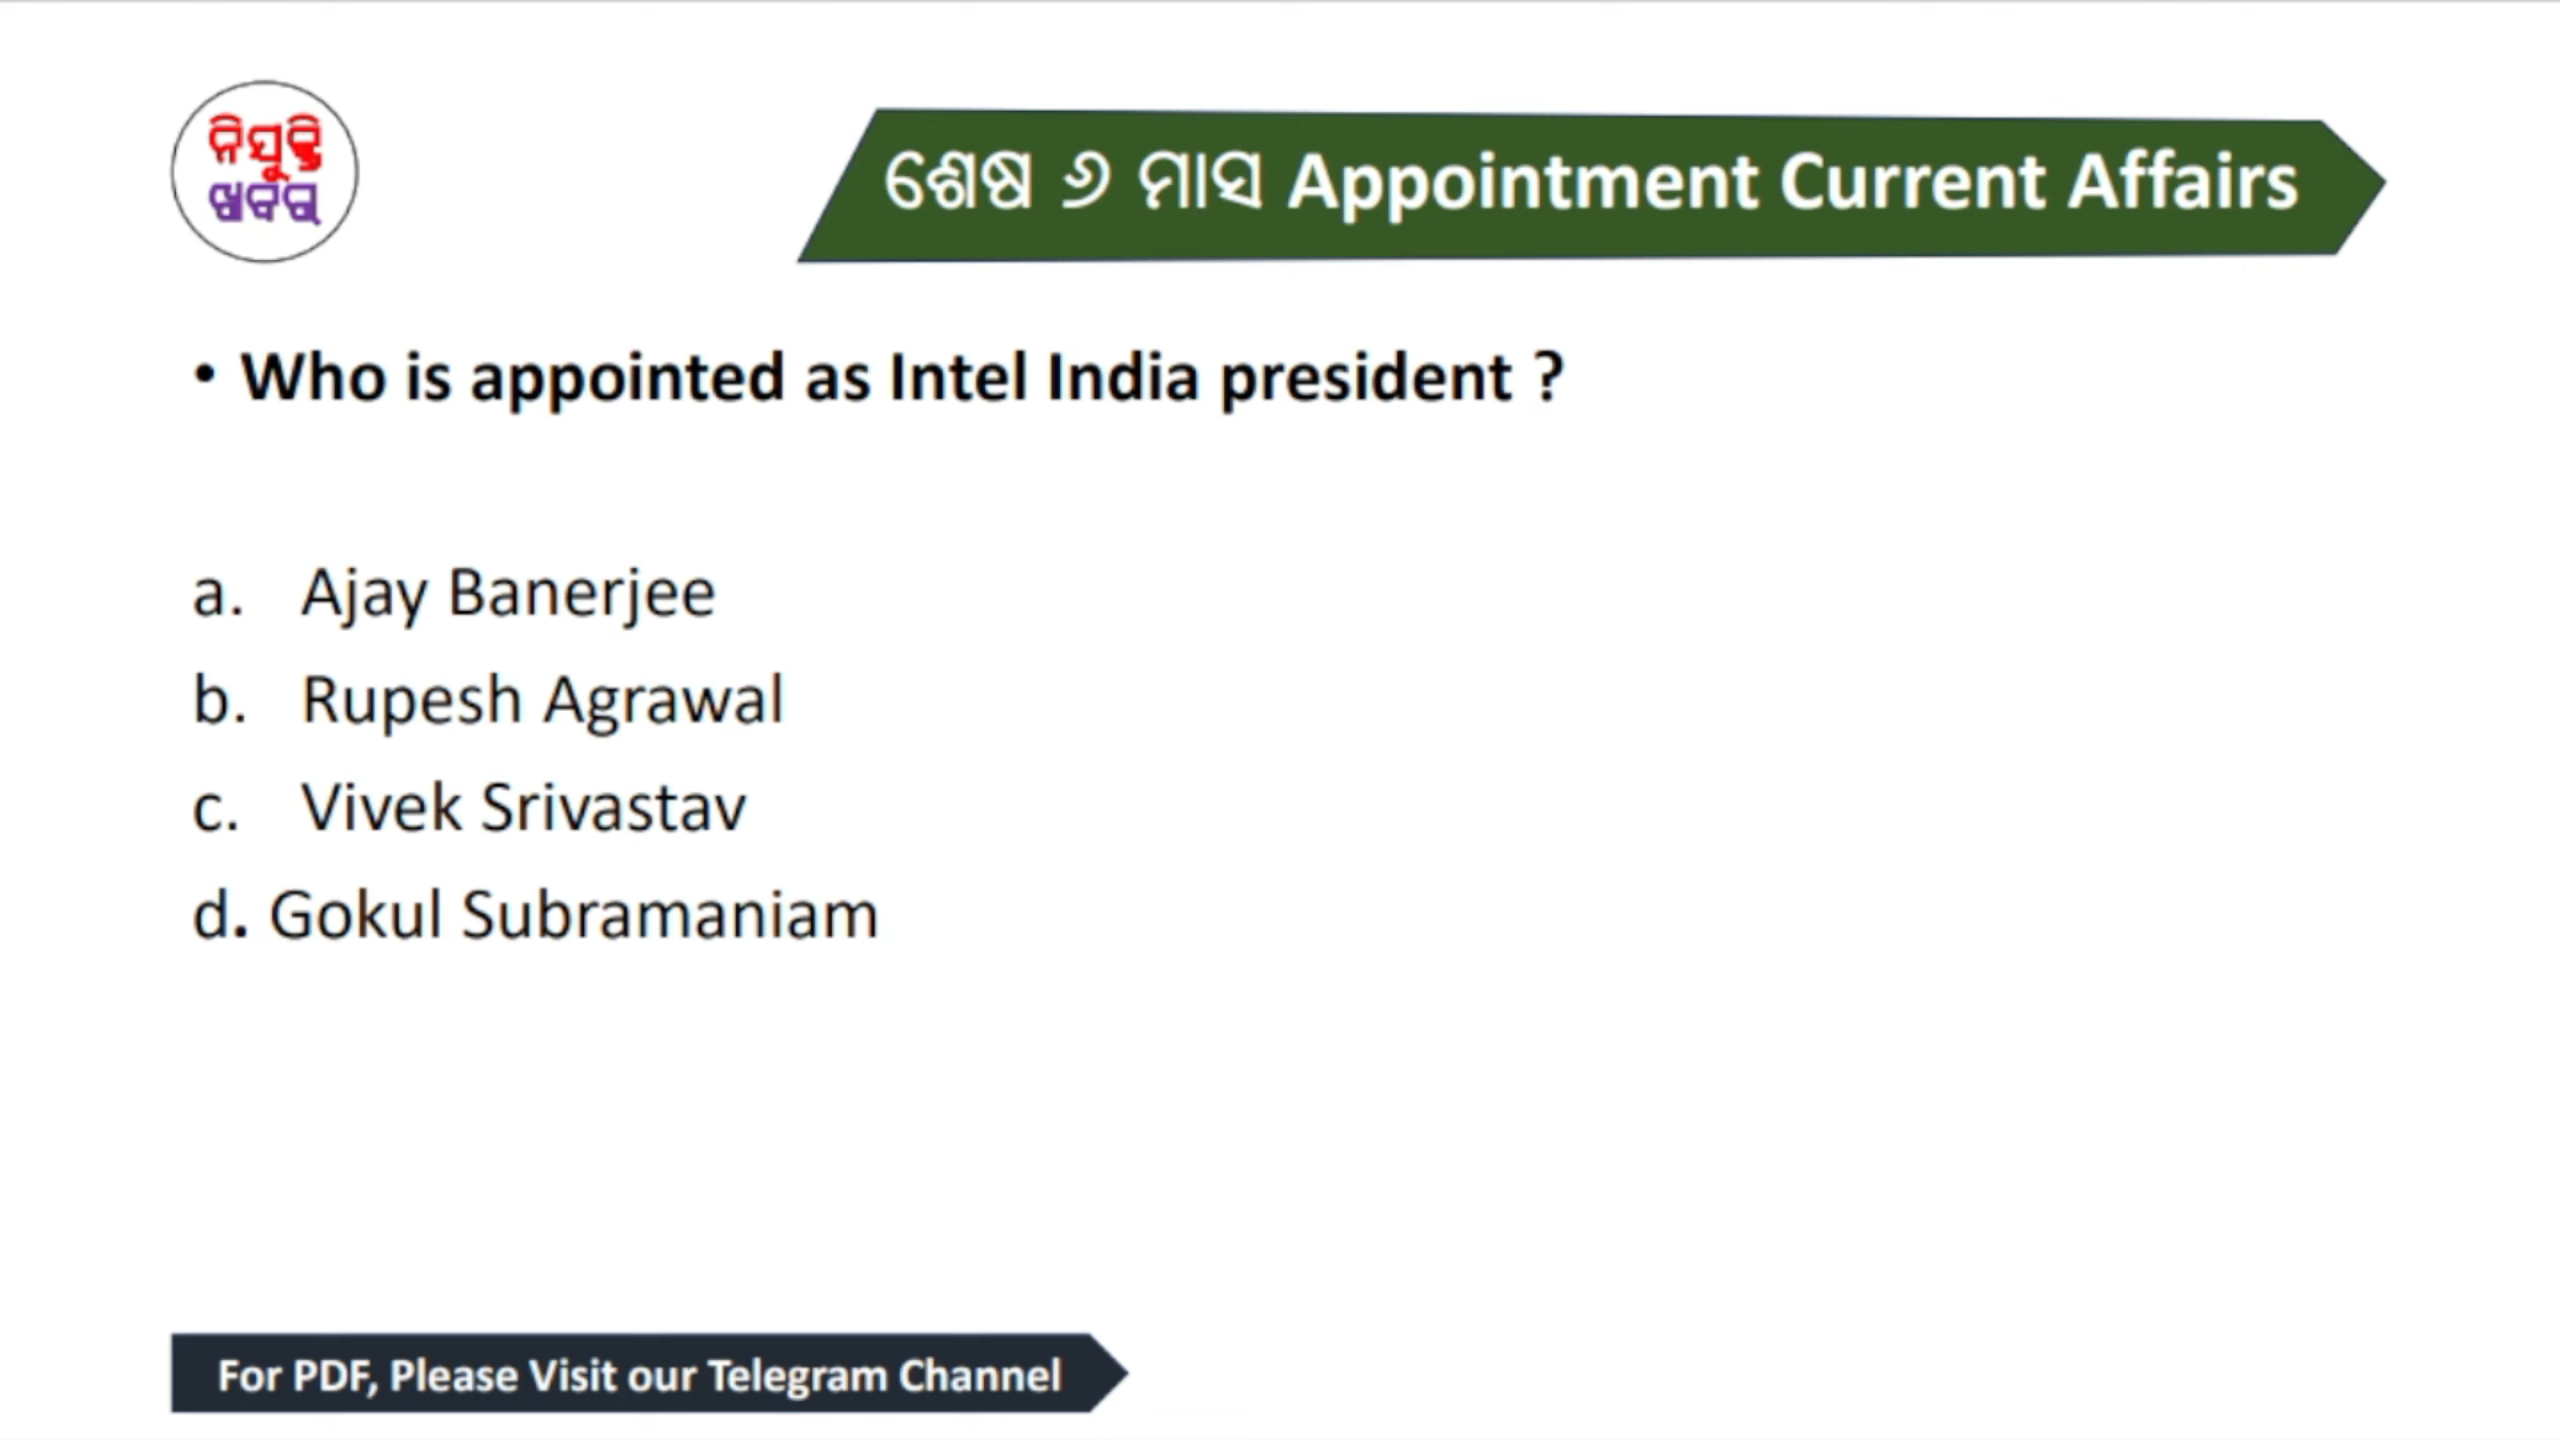 ନିଯୁକ୍ତି
ଖବର୍
ଶେଷ ୬ ମାସ Appointment Current Affairs
• Who is appointed as Intel India president ?
a. Ajay Banerjee
b. Rupesh Agrawal
c. Vivek Srivastav
d. Gokul Subramaniam
For PDF, Please Visit our Telegram Channel